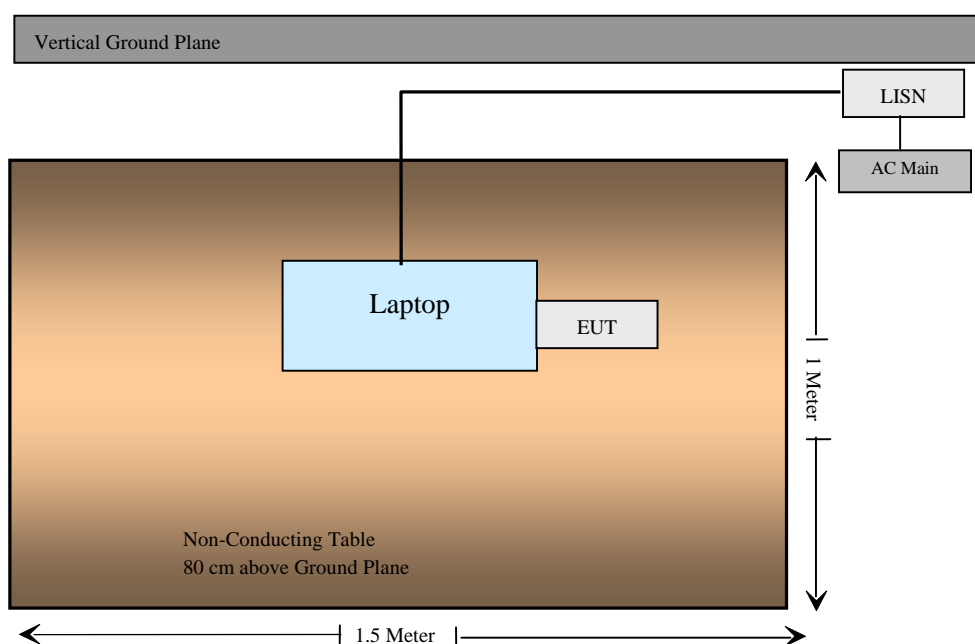 Vertical Ground Plane
LISN
AC Main
Laptop
EUT
1 Meter
Non-Conducting Table
80 cm above Ground Plane
1.5 Meter